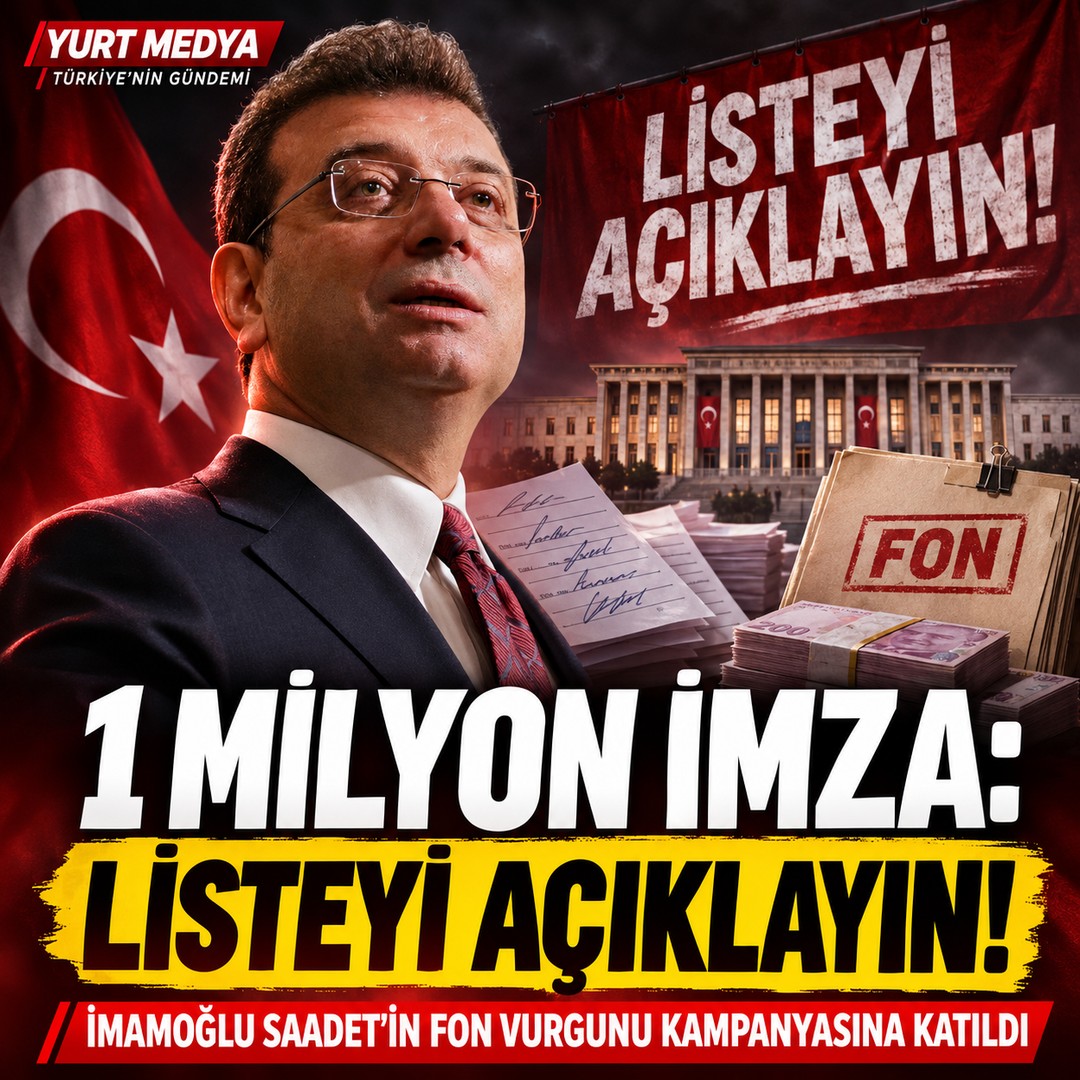 YURT MEDYA
TÜRKİYE'NİN GÜNDEMİ
LİSTEYİ
AÇIKLAYIN!
FON
200
1 MİLYON İMZA:
LİSTEYİ AÇIKLAYIN!
İMAMOĞLU SAADET'İN FON VURGUNU KAMPANYASINA KATILDI